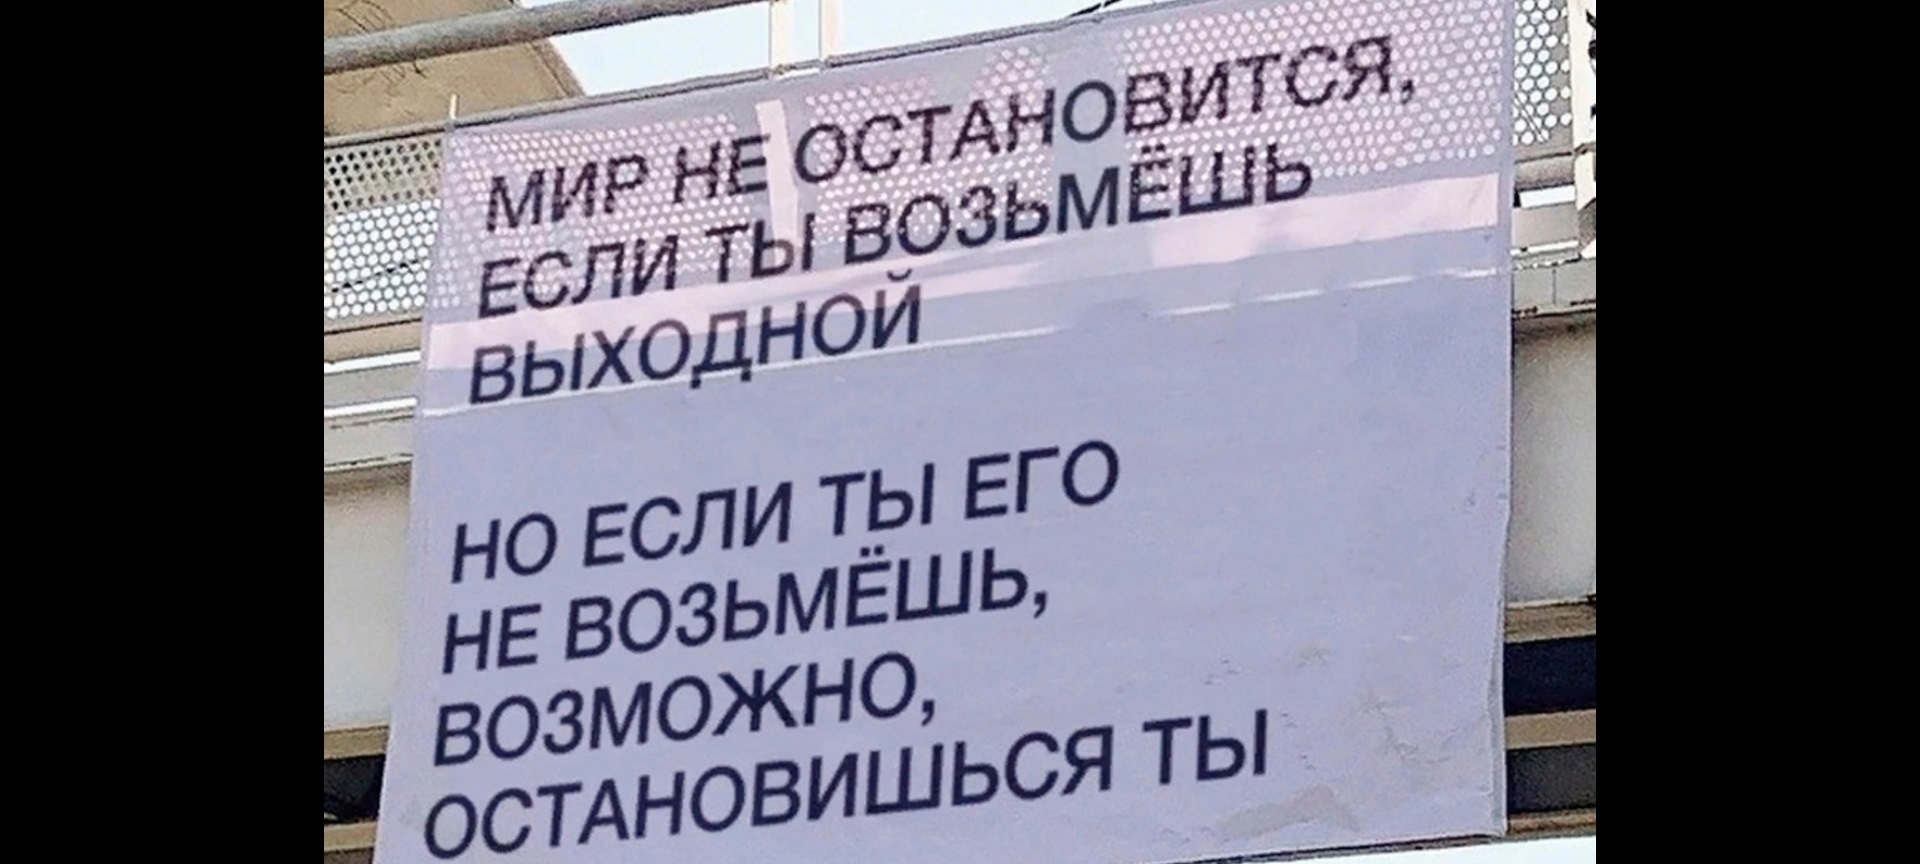 МИР НЕ ОСТАНОВИТСЯ,
ЕСЛИ ТЫ ВОЗЬМЁШЬ
ВЫХОДНОЙ
НО ЕСЛИ ТЫ ЕГО
НЕ ВОЗЬМЁШЬ,
ВОЗМОЖНО,
ОСТАНОВИШЬСЯ ТЫ